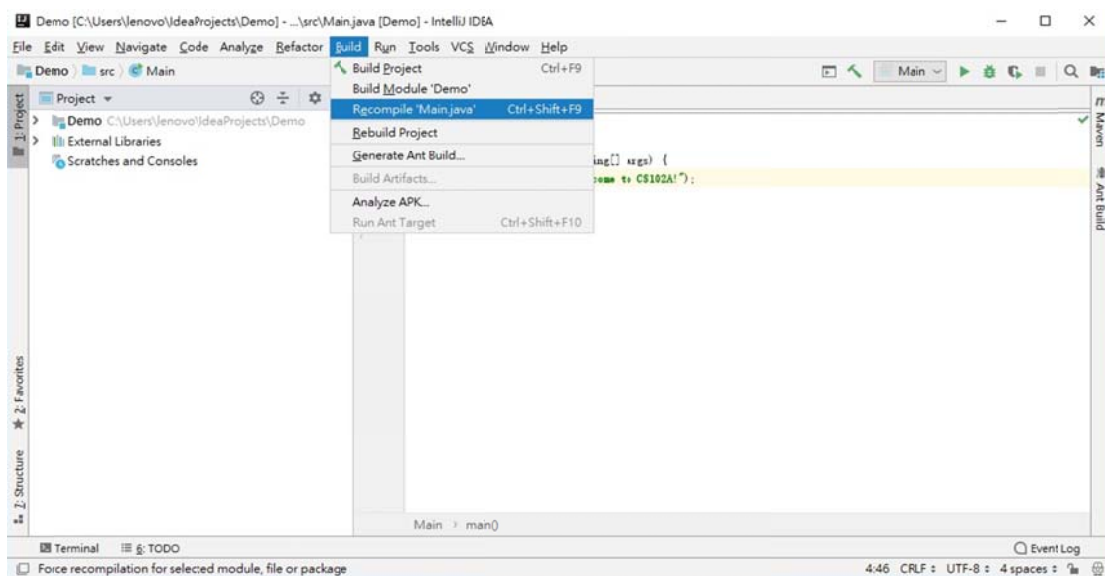 Demo [C:\Users\lenovo\IdeaProjects\Demo] - ...\src\Main.java [Demo] - IntelliJ IDEA
File Edit View Navigate Code Analyze Refactor Build Run Tools VCS Window Help
Demo src Main
Main
Project
Build Project Ctrl+F9
Build Module 'Demo'
Recompile 'Main.java' Ctrl+Shift+F9
Rebuild Project
Generate Ant Build...
Build Artifacts...
Analyze APK...
Run Ant Target Ctrl+Shift+F10
Demo C:\Users\lenovo\IdeaProjects\Demo
External Libraries
Scratches and Consoles
ing[] args) {
come to CS102A!");
1: Project
2: Favorites
Z: Structure
m Maven
Ant Build
Main > man()
Terminal 6: TODO
Event Log
Force recompilation for selected module, file or package
4:46 CRLF UTF-8 4 spaces